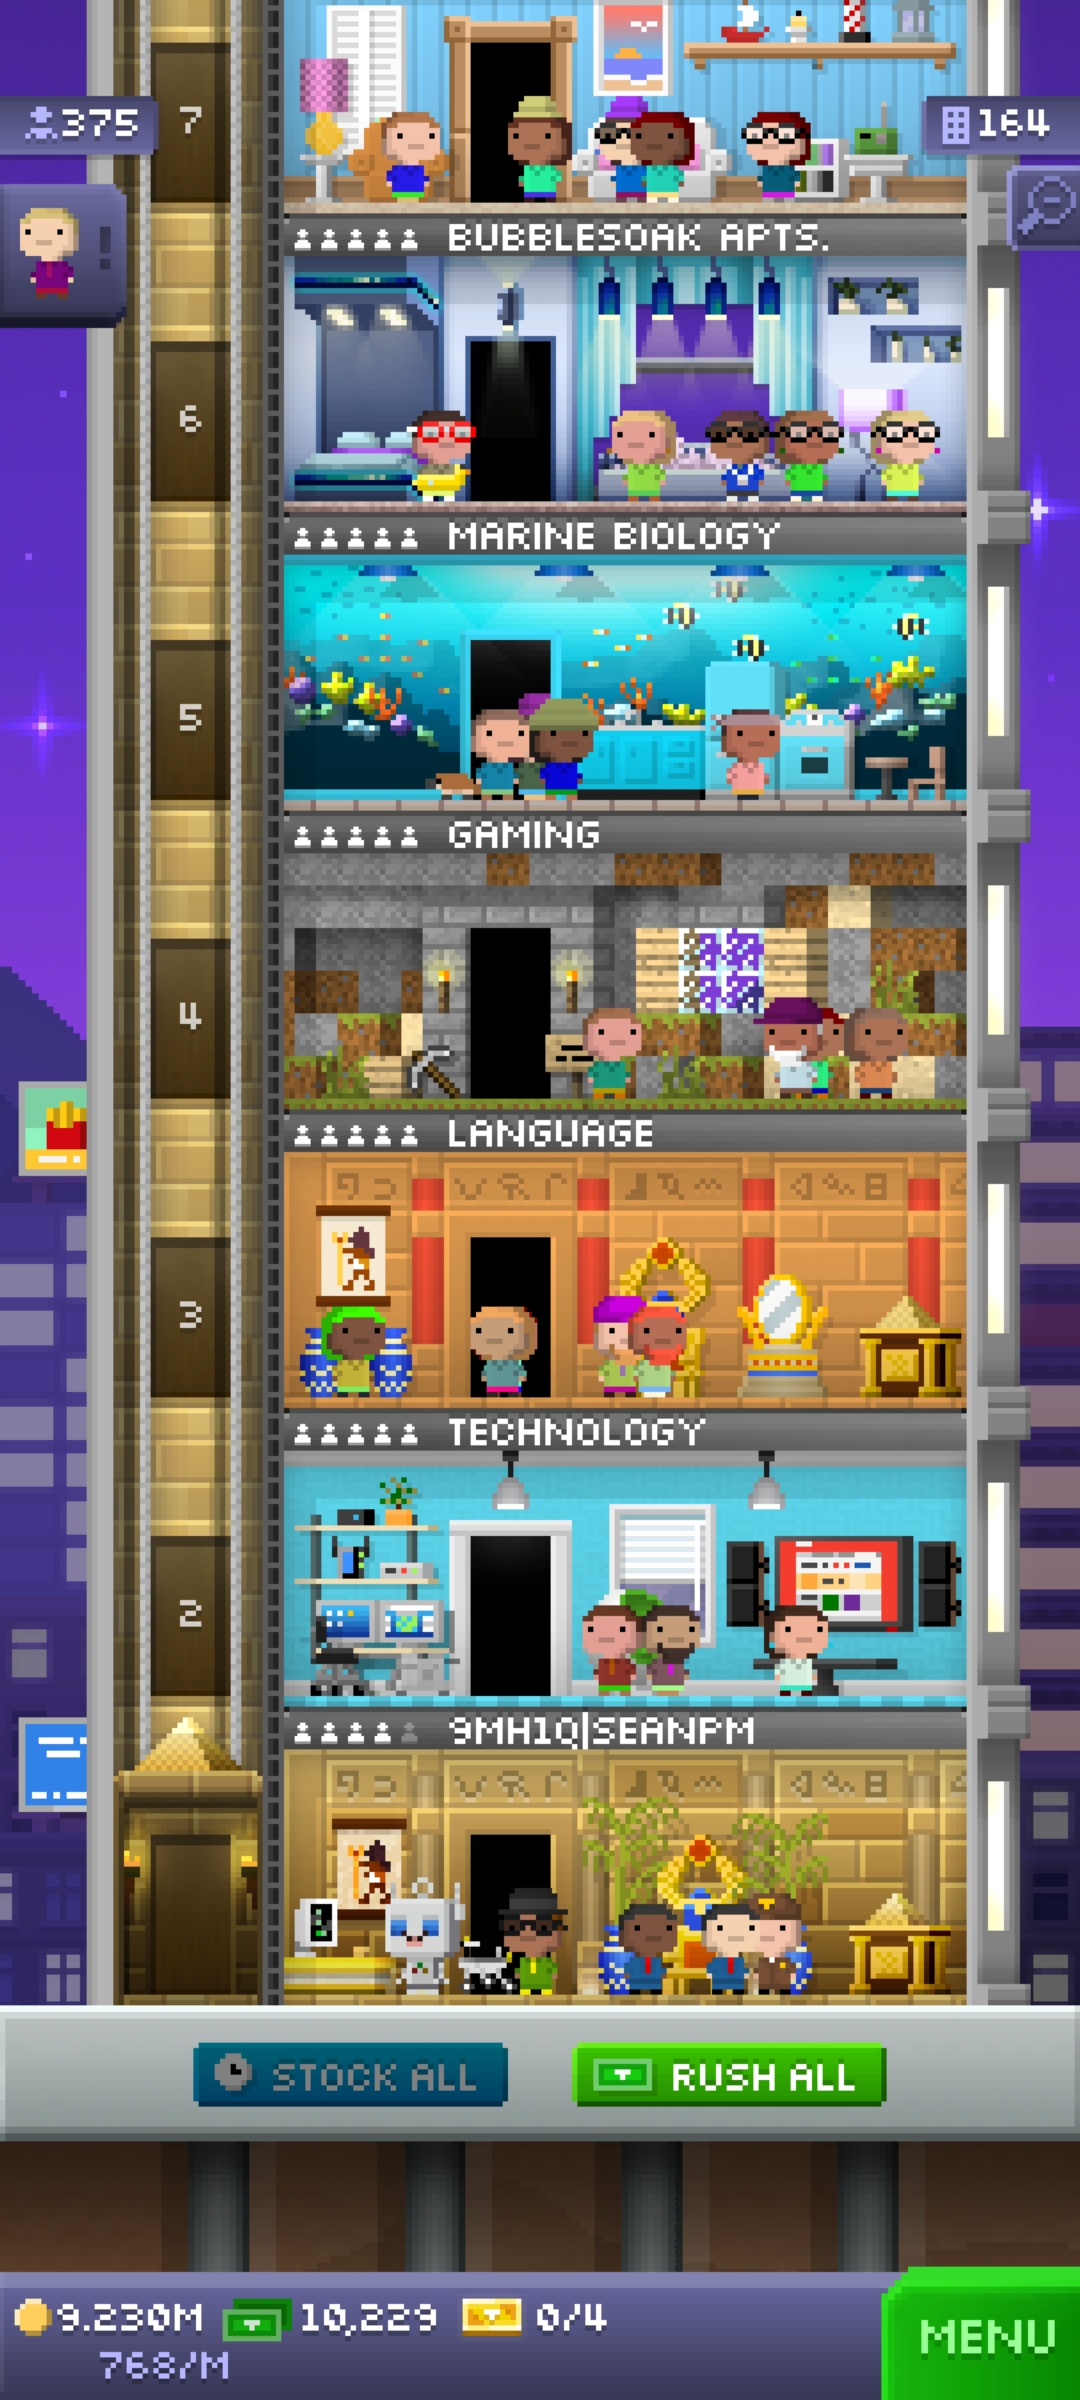 375
7
164
!
BUBBLESOAK APTS.
6
MARINE BIOLOGY
5
GAMING
4
LANGUAGE
3
TECHNOLOGY
2
9MH1Q|SEANPM
STOCK ALL
RUSH ALL
9.230M
10,229
0/4
768/M
MENU